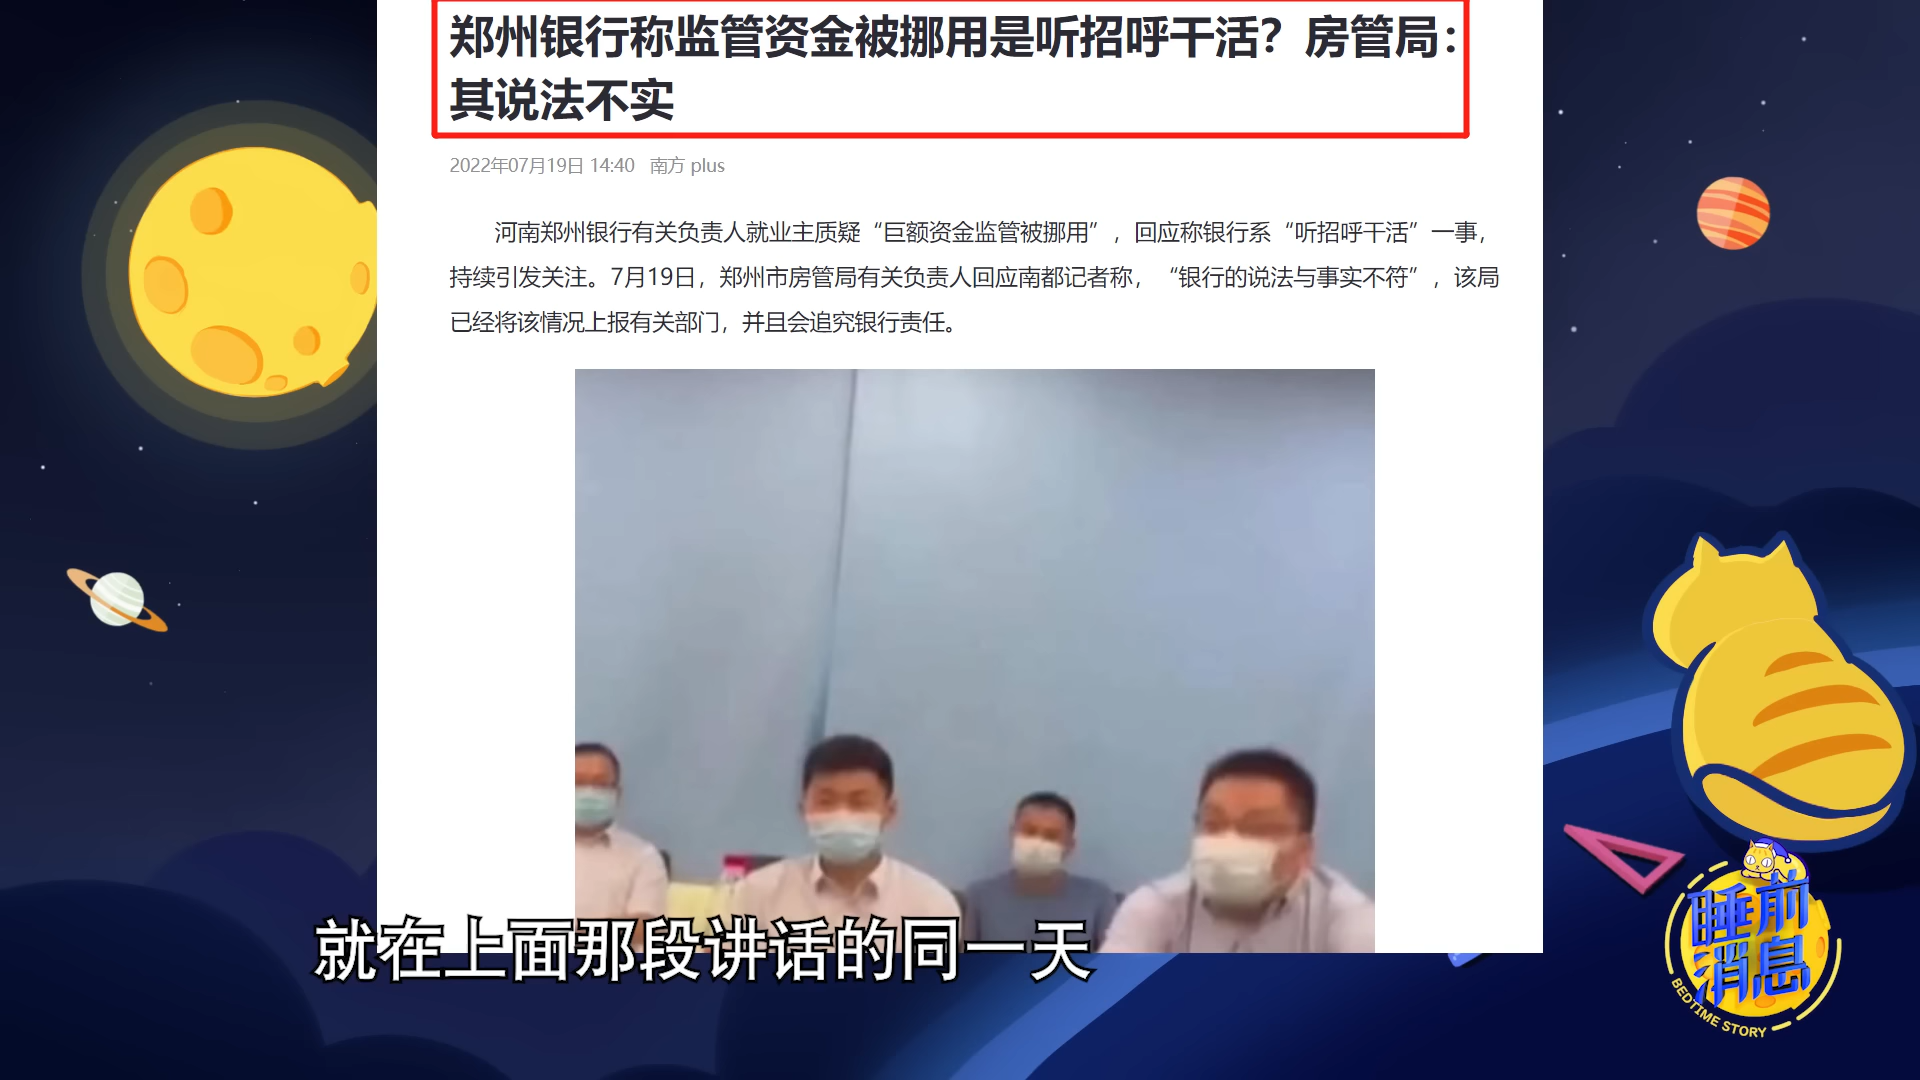 郑州银行称监管资金被挪用是听招呼干活？房管局：
其说法不实
2022年07月19日 14:40 南方 plus
河南郑州银行有关负责人就业主质疑“巨额资金监管被挪用”，回应称银行系“听招呼干活”一事，
持续引发关注。7月19日，郑州市房管局有关负责人回应南都记者称，“银行的说法与事实不符”，该局
已经将该情况上报有关部门，并且会追究银行责任。
就在上面那段讲话的同一天
睡前
消息
BEDTIME STORY